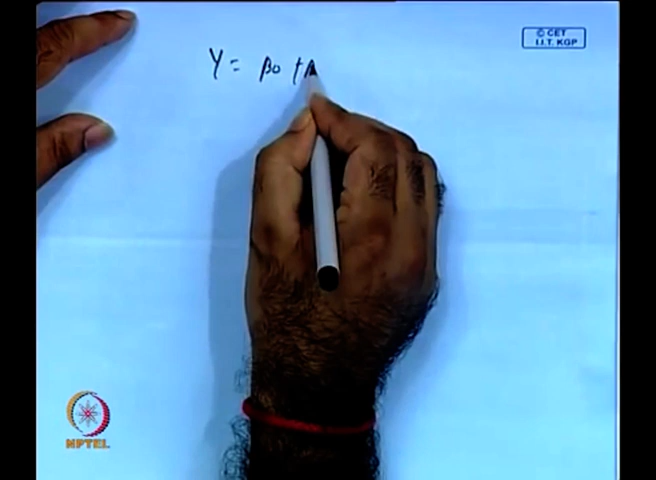 © CET
I.I.T. KGP
Y = β0 + β
NPTEL